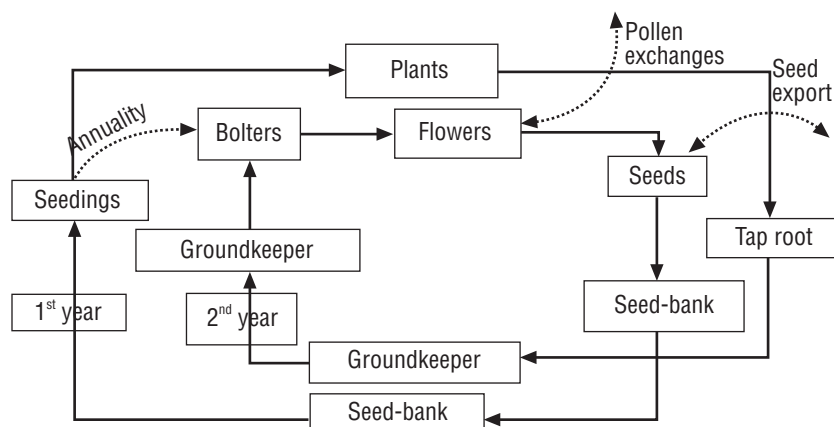 Pollen
exchanges
Plants
Seed
export
Annuality
Bolters
Flowers
Seeds
Seedings
Tap root
Groundkeeper
Seed-bank
1st year
2nd year
Groundkeeper
Seed-bank